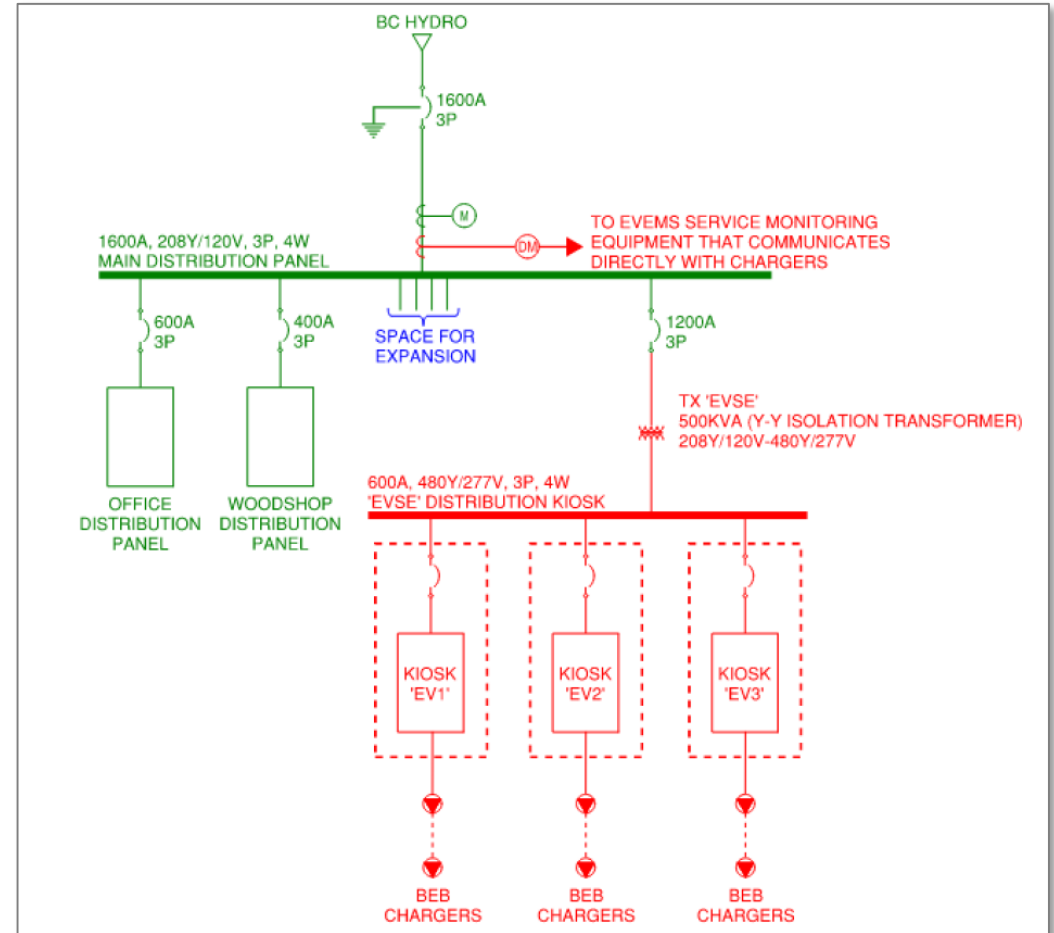 BC HYDRO
1600A
3P
M
DM
TO EVEMS SERVICE MONITORING
EQUIPMENT THAT COMMUNICATES
DIRECTLY WITH CHARGERS
1600A, 208Y/120V, 3P, 4W
MAIN DISTRIBUTION PANEL
600A
3P
400A
3P
SPACE FOR
EXPANSION
1200A
3P
TX 'EVSE'
500KVA (Y-Y ISOLATION TRANSFORMER)
208Y/120V-480Y/277V
OFFICE
DISTRIBUTION
PANEL
WOODSHOP
DISTRIBUTION
PANEL
600A, 480Y/277V, 3P, 4W
'EVSE' DISTRIBUTION KIOSK
KIOSK
'EV1'
KIOSK
'EV2'
KIOSK
'EV3'
BEB
CHARGERS
BEB
CHARGERS
BEB
CHARGERS